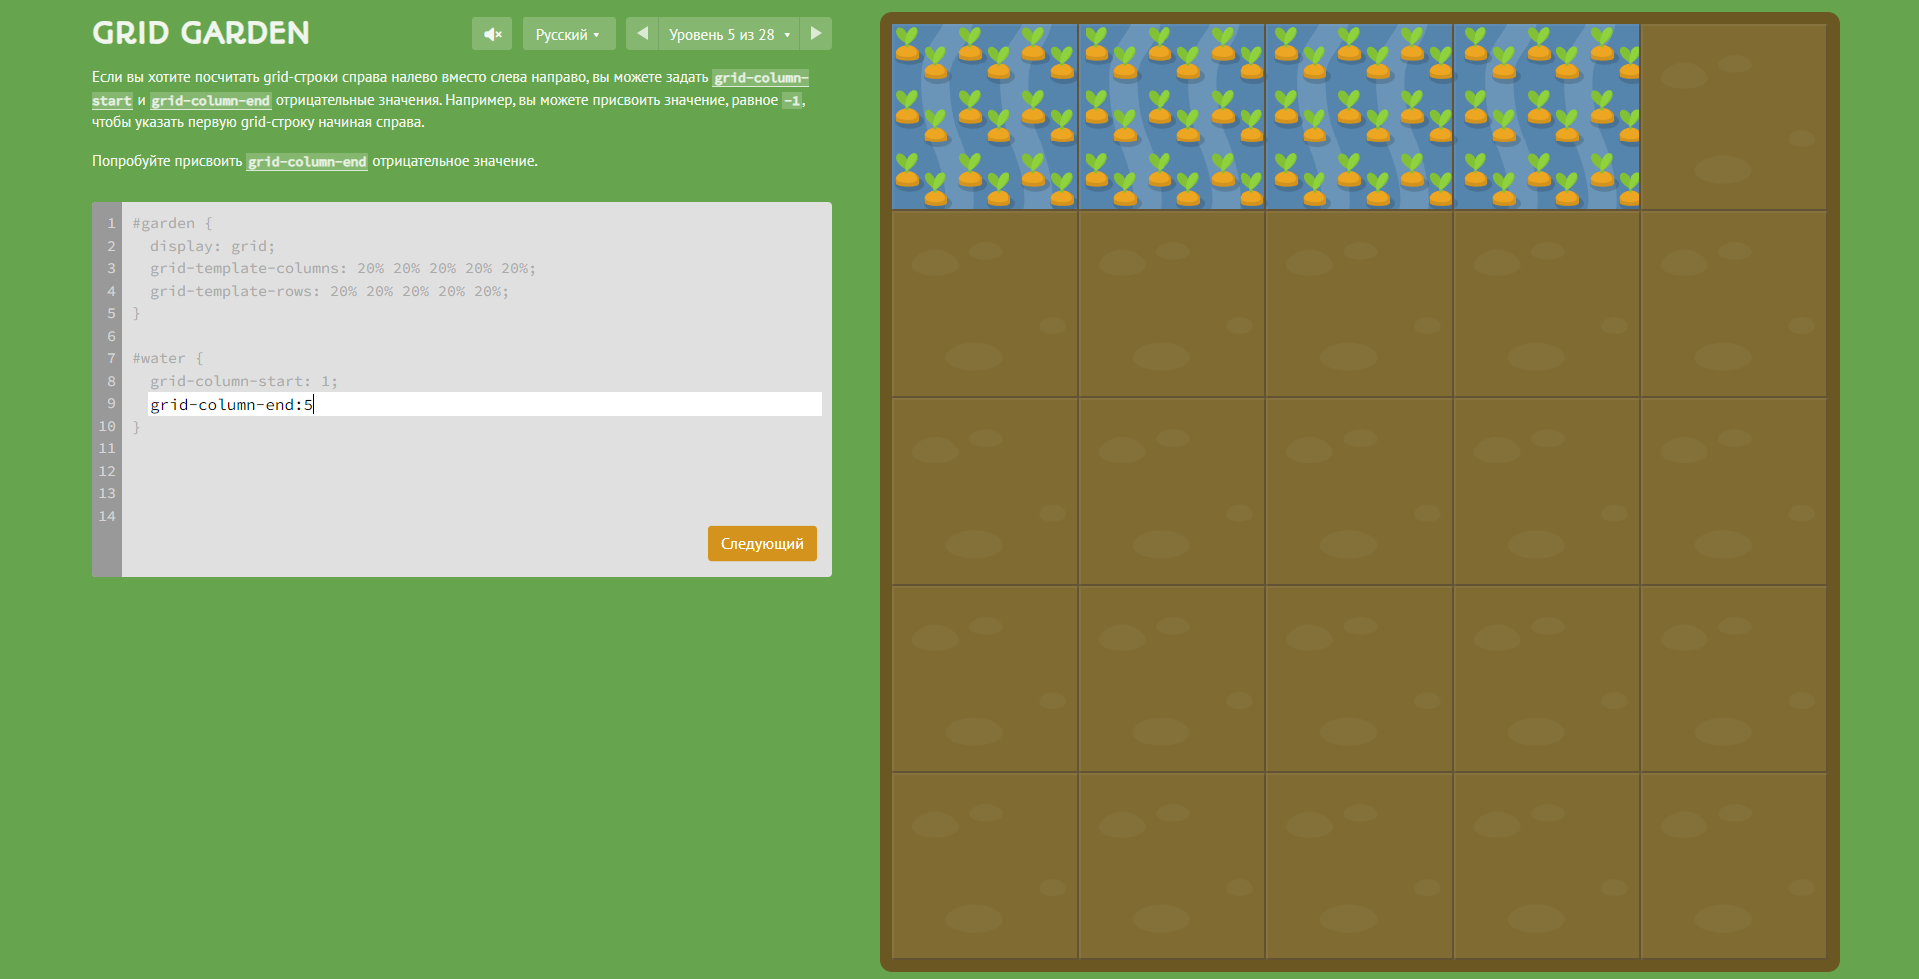 GRID GARDEN
Русский
Уровень 5 из 28
Если вы хотите посчитать grid-строки справа налево вместо слева направо, вы можете задать grid-column-
start и grid-column-end отрицательные значения. Например, вы можете присвоить значение, равное -1,
чтобы указать первую grid-строку начиная справа.
Попробуйте присвоить grid-column-end отрицательное значение.
1 #garden {
2 display: grid;
3 grid-template-columns: 20% 20% 20% 20% 20%;
4 grid-template-rows: 20% 20% 20% 20% 20%;
5 }
6
7 #water {
8 grid-column-start: 1;
9 grid-column-end:5
10 }
11
12
13
14
Следующий